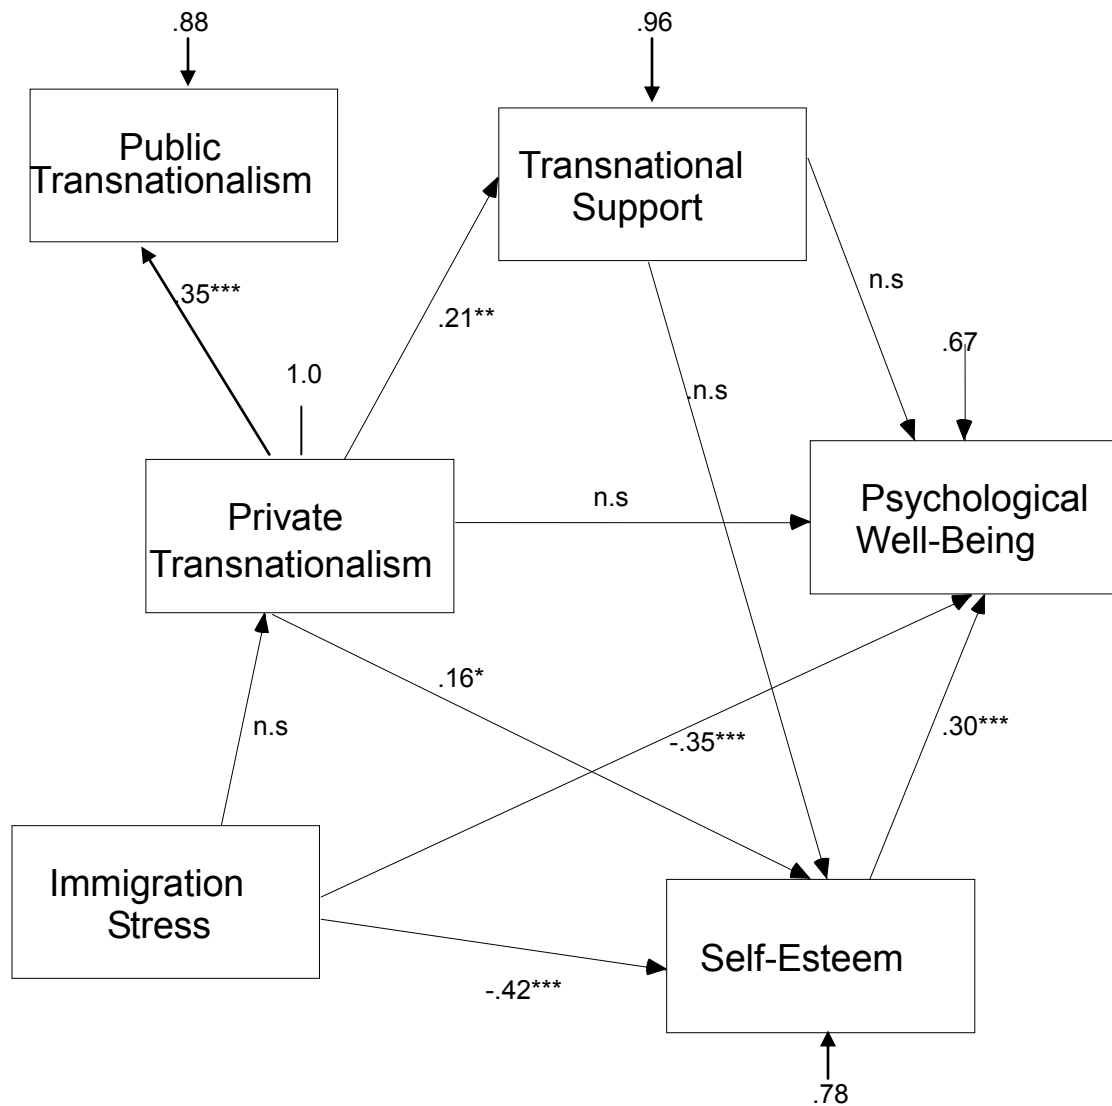 .88
.96
Public
Transnationalism
Transnational
Support
n.s
.35***
.21**
.67
1.0
.n.s
Psychological
Well-Being
n.s
Private
Transnationalism
.16*
n.s
-.35***
.30***
Immigration
Stress
Self-Esteem
-.42***
.78